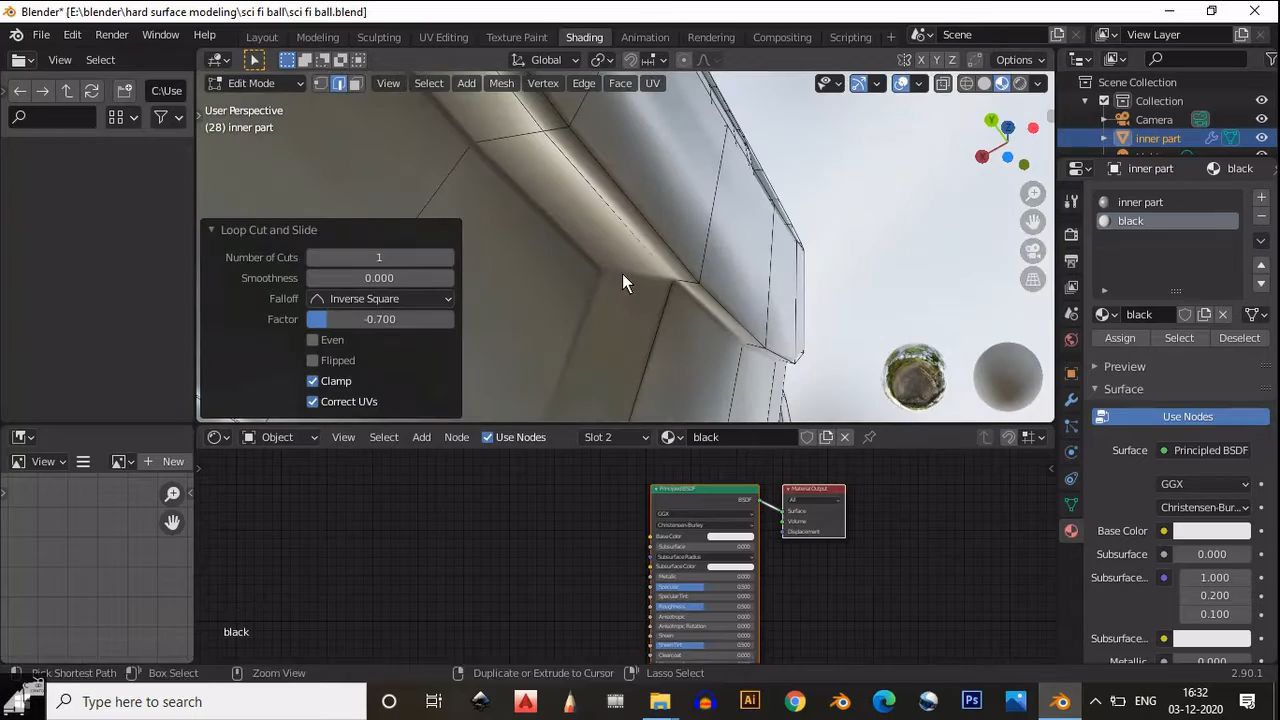 Blender* [E:\blender\hard surface modeling\sci fi ball\sci fi ball.blend]
File Edit Render Window Help
Layout Modeling Sculpting UV Editing Texture Paint Shading Animation Rendering Compositing Scripting
Scene
View Layer
View Select
Global
X Y Z
Options
Edit Mode
View Select Add Mesh Vertex Edge Face UV
C:\Use
User Perspective
(28) inner part
Scene Collection
Collection
Camera
inner part
inner part
black
inner part
black
Loop Cut and Slide
Number of Cuts 1
Smoothness 0.000
Falloff Inverse Square
Factor -0.700
Even
Flipped
Clamp
Correct UVs
black
Assign Select Deselect
Preview
Surface
Use Nodes
Surface Principled BSDF
GGX
Christensen-Bur...
Base Color
Subsurface 0.000
Subsurface... 1.000
0.200
0.100
Subsurface...
Metallic 0.000
View
New
Object
View Select Add Node
Use Nodes
Slot 2
black
Principled BSDF
BSDF
GGX
Christensen-Burley
Base Color
Subsurface 0.000
Subsurface Radius
Subsurface Color
Metallic 0.000
Specular 0.500
Specular Tint 0.000
Roughness 0.500
Anisotropic 0.000
Anisotropic Rotation 0.000
Sheen 0.000
Sheen Tint 0.500
Clearcoat 0.000
Material Output
All
Surface
Volume
Displacement
black
Shortest Path
Box Select
Zoom View
Duplicate or Extrude to Cursor
Lasso Select
2.90.1
Type here to search
Ai
Ps
ENG
16:32
03-12-2020